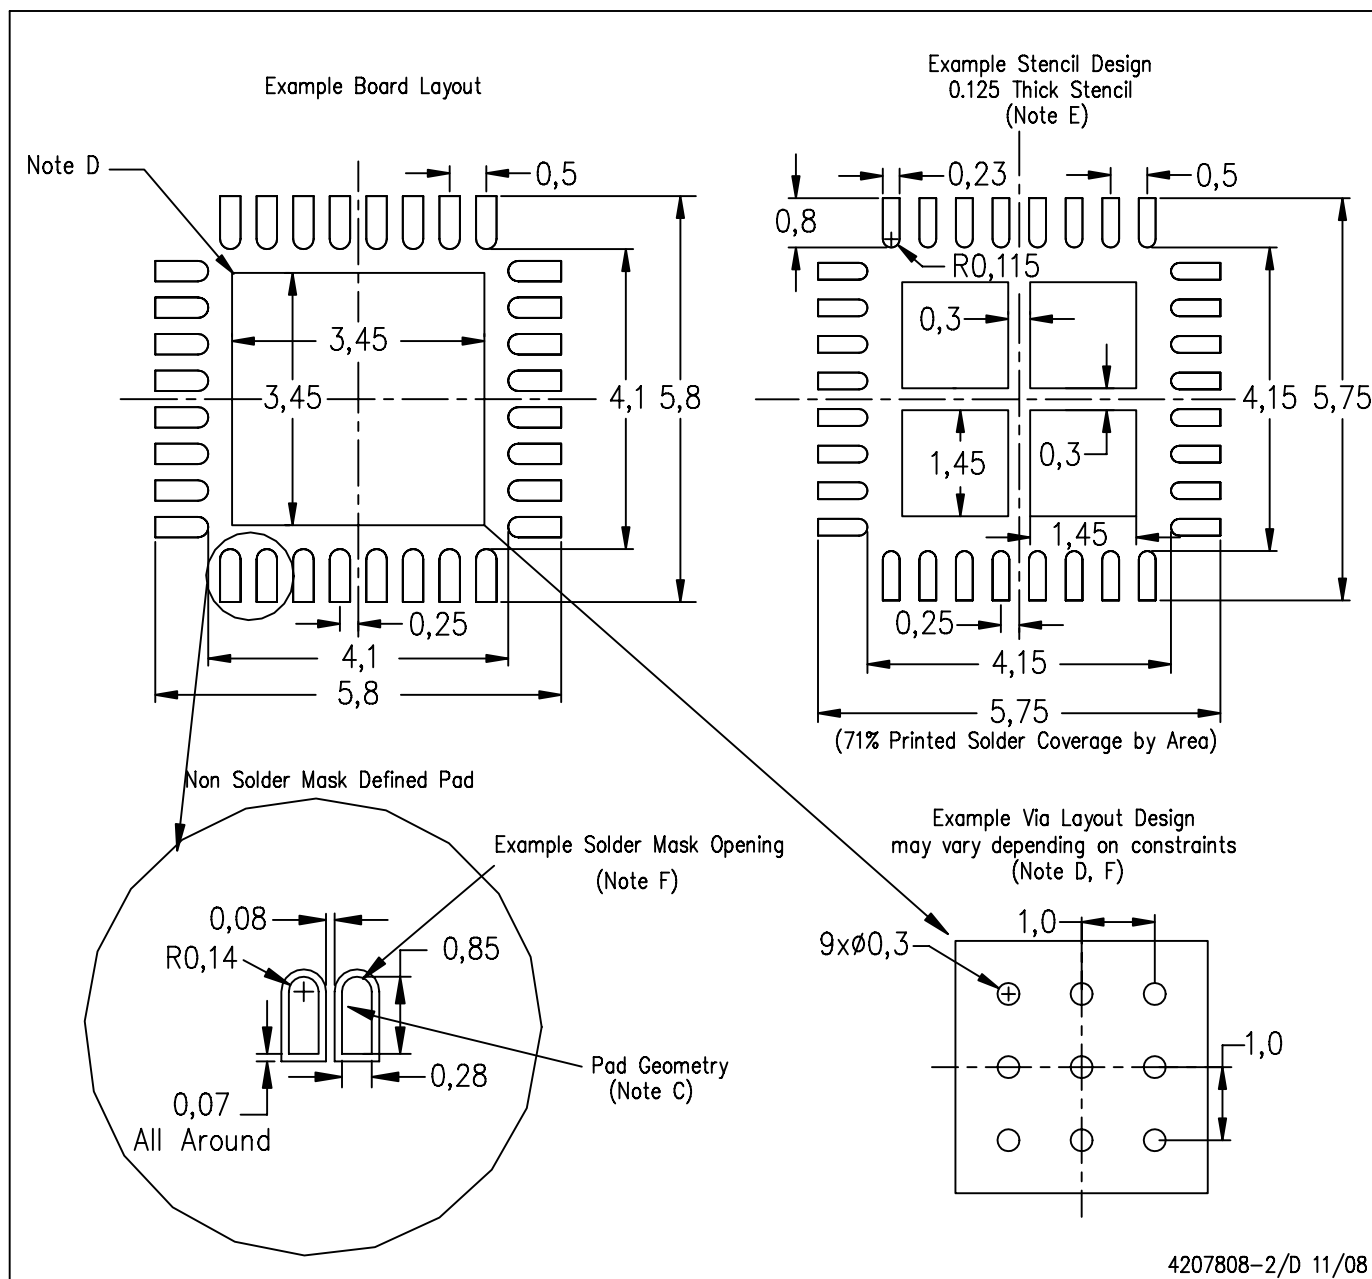 Example Board Layout
Note D
0,5
3,45
3,45
4,1
5,8
0,25
4,1
5,8
Example Stencil Design
0.125 Thick Stencil
(Note E)
0,23
0,5
0,8
R0,115
0,3
4,15
5,75
1,45
0,3
1,45
0,25
4,15
5,75
(71% Printed Solder Coverage by Area)
Non Solder Mask Defined Pad
Example Solder Mask Opening
(Note F)
0,08
R0,14
0,85
0,28
Pad Geometry
(Note C)
0,07
All Around
Example Via Layout Design
may vary depending on constraints
(Note D, F)
1,0
9xø0,3
1,0
4207808-2/D 11/08